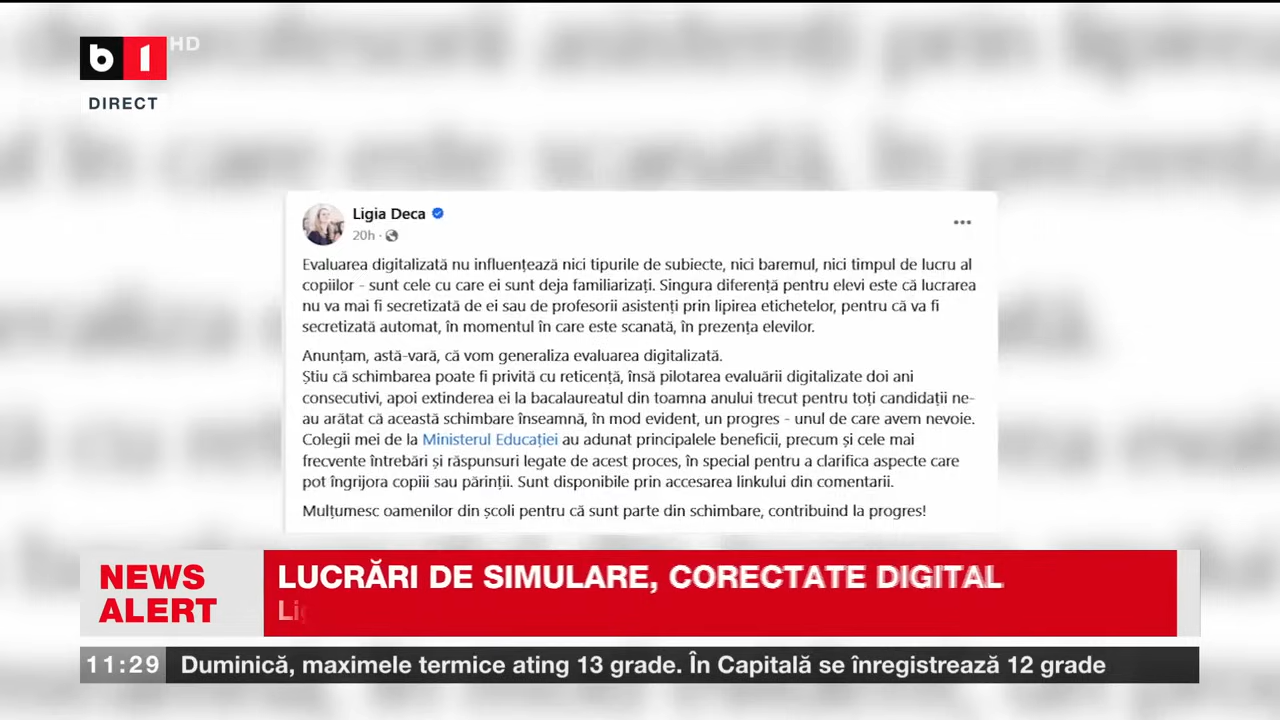 b1 HD
DIRECT
Ligia Deca
20h
Evaluarea digitalizată nu influențează nici tipurile de subiecte, nici baremul, nici timpul de lucru al
copiilor - sunt cele cu care ei sunt deja familiarizați. Singura diferență pentru elevi este că lucrarea
nu va mai fi secretizată de ei sau de profesorii asistenți prin lipirea etichetelor, pentru că va fi
secretizată automat, în momentul în care este scanată, în prezența elevilor.
Anunțam, astă-vară, că vom generaliza evaluarea digitalizată.
Știu că schimbarea poate fi privită cu reticență, însă pilotarea evaluării digitalizate doi ani
consecutivi, apoi extinderea ei la bacalaureatul din toamna anului trecut pentru toți candidații ne-
au arătat că această schimbare înseamnă, în mod evident, un progres - unul de care avem nevoie.
Colegii mei de la Ministerul Educației au adunat principalele beneficii, precum și cele mai
frecvente întrebări și răspunsuri legate de acest proces, în special pentru a clarifica aspecte care
pot îngrijora copiii sau părinții. Sunt disponibile prin accesarea linkului din comentarii.
Mulțumesc oamenilor din școli pentru că sunt parte din schimbare, contribuind la progres!
NEWS
ALERT
LUCRĂRI DE SIMULARE, CORECTATE DIGITAL
11:29 Duminică, maximele termice ating 13 grade. În Capitală se înregistrează 12 grade